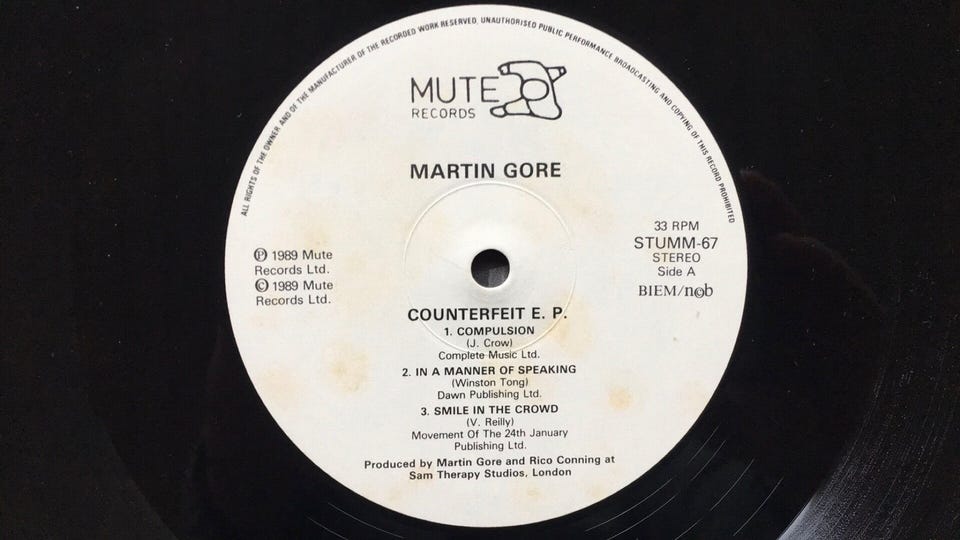 ALL RIGHTS OF THE OWNER AND OF THE MANUFACTURER OF THE RECORDED WORK RESERVED, UNAUTHORISED PUBLIC PERFORMANCE BROADCASTING AND COPYING OF THIS RECORD PROHIBITED
MUTE
RECORDS
MARTIN GORE
33 RPM
STUMM-67
STEREO
Side A
BIEM/ncb
Ⓟ 1989 Mute
Records Ltd.
© 1989 Mute
Records Ltd.
COUNTERFEIT E. P.
1. COMPULSION
(J. Crow)
Complete Music Ltd.
2. IN A MANNER OF SPEAKING
(Winston Tong)
Dawn Publishing Ltd.
3. SMILE IN THE CROWD
(V. Reilly)
Movement Of The 24th January
Publishing Ltd.
Produced by Martin Gore and Rico Conning at
Sam Therapy Studios, London